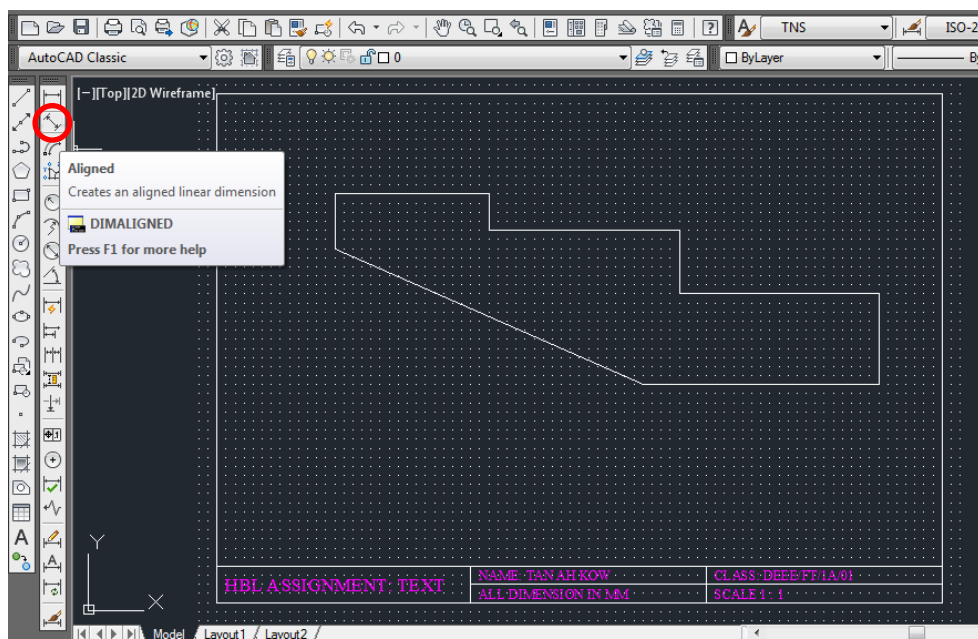 TNS
ISO-2
AutoCAD Classic
0
ByLayer
By
[−][Top][2D Wireframe]
Aligned
Creates an aligned linear dimension
DIMALIGNED
Press F1 for more help
A
A
Y
X
HBL ASSIGNMENT: TEXT
NAME: TAN AH KOW
CLASS: DEEE/FT/1A/01
ALL DIMENSION IN MM
SCALE 1 : 1
Model
Layout1
Layout2